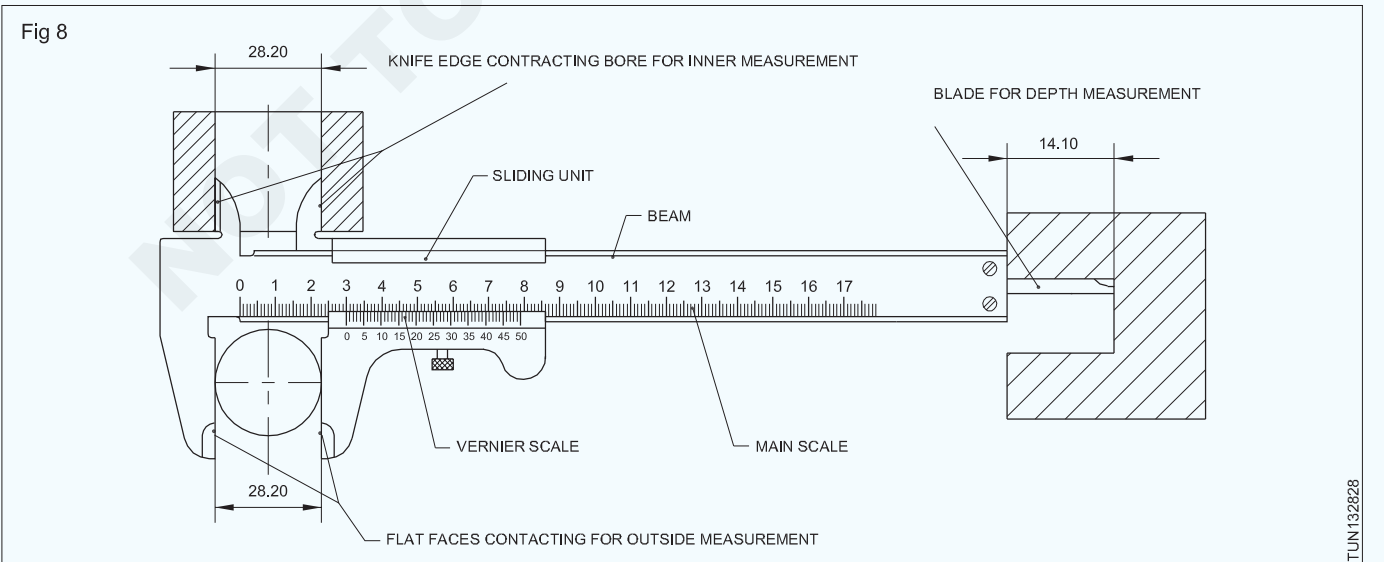 Fig 8
28.20
KNIFE EDGE CONTRACTING BORE FOR INNER MEASUREMENT
BLADE FOR DEPTH MEASUREMENT
14.10
SLIDING UNIT
BEAM
0 1 2 3 4 5 6 7 8 9 10 11 12 13 14 15 16 17
0 5 10 15 20 25 30 35 40 45 50
VERNIER SCALE
MAIN SCALE
28.20
FLAT FACES CONTACTING FOR OUTSIDE MEASUREMENT
TUN132828
NOT TO